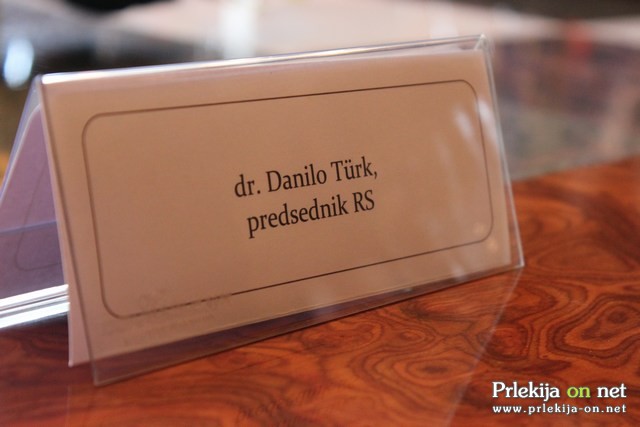 dr. Danilo Türk,
predsednik RS
Prlekija on net
www.prlekija-on.net